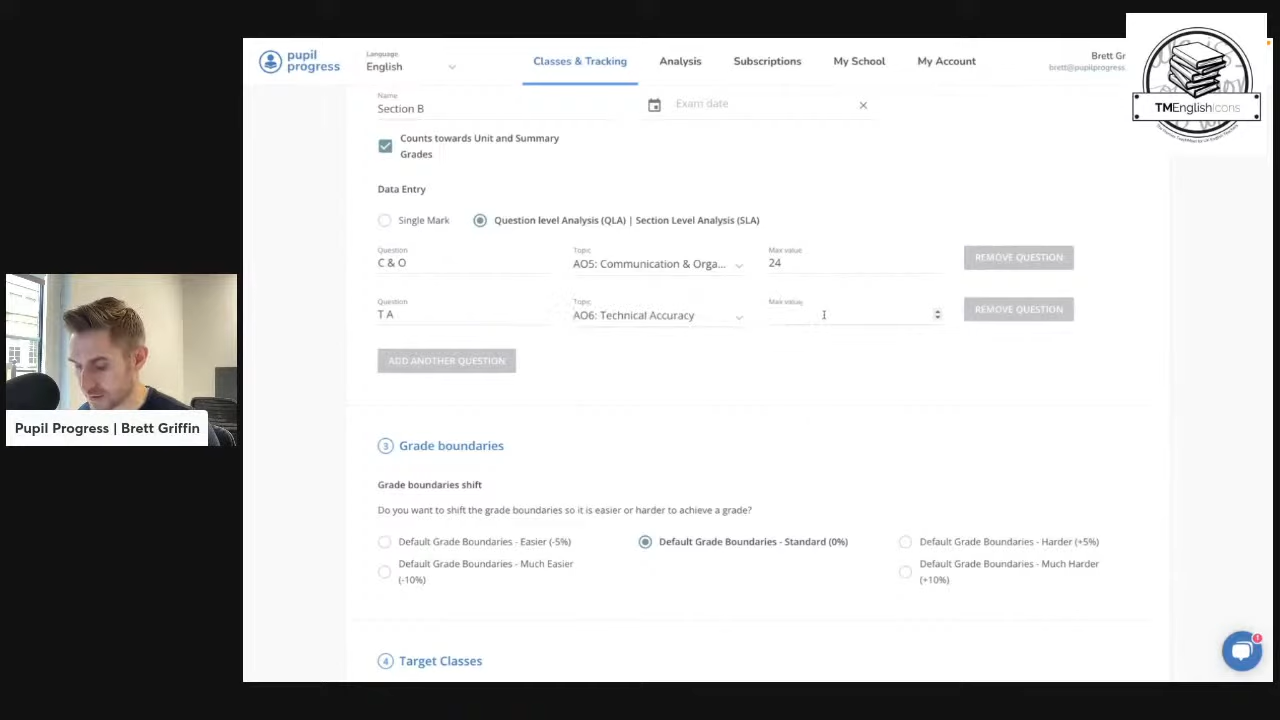 pupil
progress
Language
English
Classes & Tracking
Analysis
Subscriptions
My School
My Account
Brett Gr
brett@pupilprogress.
TMEnglishicons
Name
Section B
Exam date
Counts towards Unit and Summary
Grades
Data Entry
Single Mark
Question level Analysis (QLA) | Section Level Analysis (SLA)
Question
C & O
Topic
AO5: Communication & Orga...
Max value
24
REMOVE QUESTION
Question
T A
Topic
AO6: Technical Accuracy
Max value
REMOVE QUESTION
ADD ANOTHER QUESTION
3 Grade boundaries
Grade boundaries shift
Do you want to shift the grade boundaries so it is easier or harder to achieve a grade?
Default Grade Boundaries - Easier (-5%)
Default Grade Boundaries - Standard (0%)
Default Grade Boundaries - Harder (+5%)
Default Grade Boundaries - Much Easier
(-10%)
Default Grade Boundaries - Much Harder
(+10%)
4 Target Classes
Pupil Progress | Brett Griffin